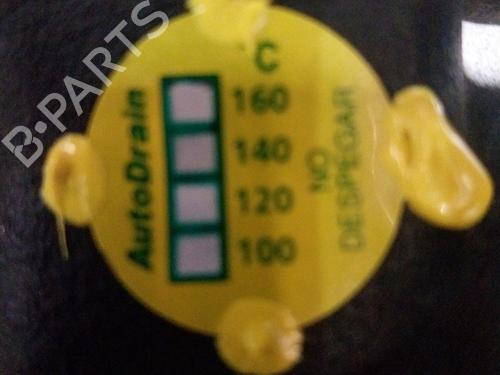 B-PARTS
AutoDrain
°C
160
140
120
100
NO
DESPEGAR